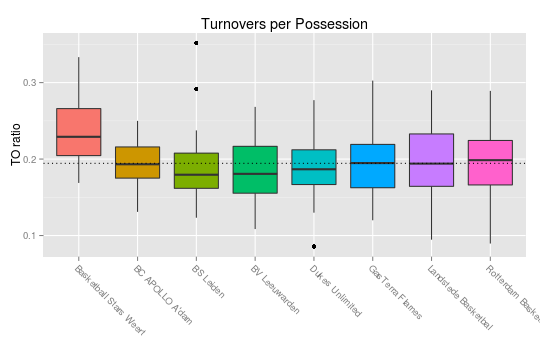 Turnovers per Possession
TO ratio
0.3
0.2
0.1
Basketball Stars Weert
BC APOLLO A'dam
BS Leiden
BV Leeuwarden
Dukes Unlimited
GasTerra Flames
Landstede Basketbal
Rotterdam Baske